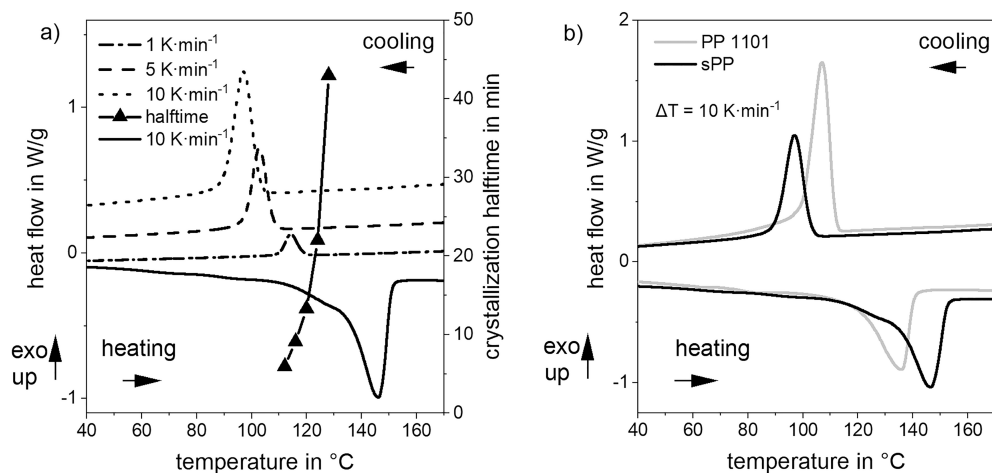 a)
1 K·min⁻¹
5 K·min⁻¹
10 K·min⁻¹
halftime
10 K·min⁻¹
cooling
heating
exo
up
heat flow in W/g
1
0
-1
crystallization halftime in min
50
40
30
20
10
0
40 60 80 100 120 140 160
temperature in °C
b)
PP 1101
sPP
ΔT = 10 K·min⁻¹
cooling
heating
exo
up
heat flow in W/g
2
1
0
-1
40 60 80 100 120 140 160
temperature in °C